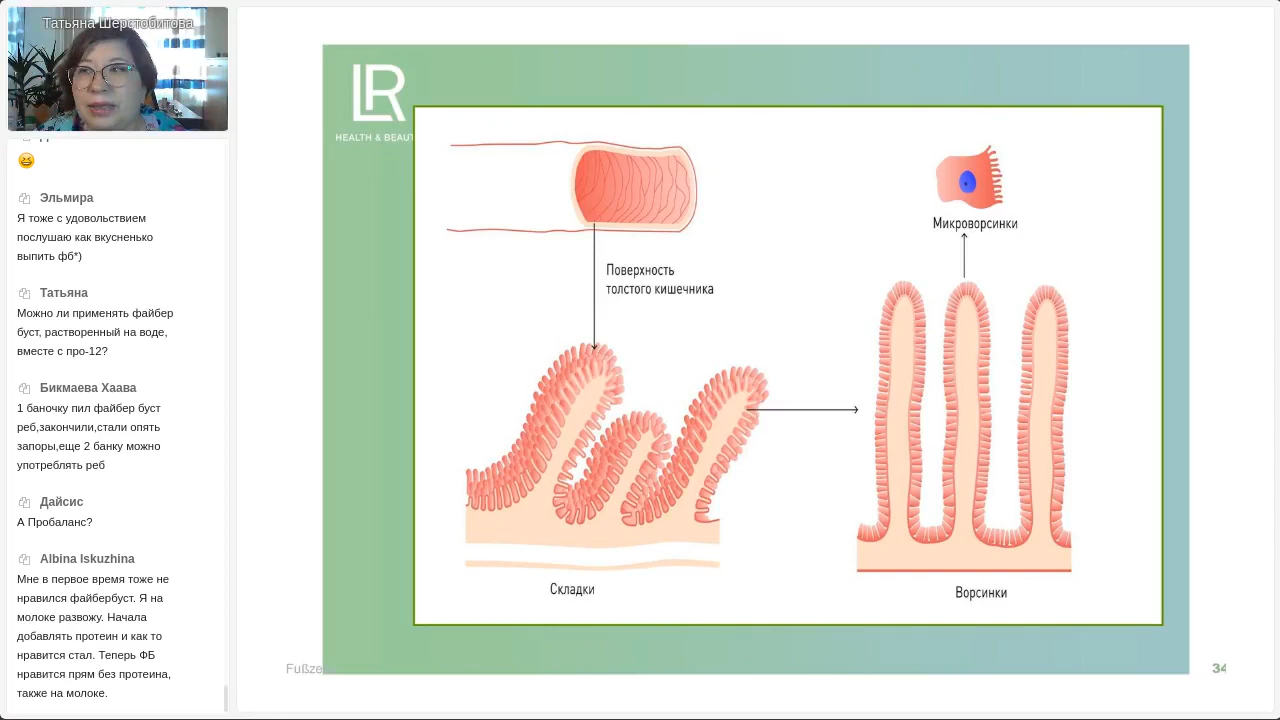 Татьяна Шерстобитова
Эльмира
Я тоже с удовольствием
послушаю как вкусненько
выпить фб*)
Татьяна
Можно ли применять файбер
буст, растворенный на воде,
вместе с про-12?
Бикмаева Хаава
1 баночку пил файбер буст
реб,закончили,стали опять
запоры,еще 2 банку можно
употреблять реб
Дайсис
А Пробаланс?
Albina Iskuzhina
Мне в первое время тоже не
нравился файбербуст. Я на
молоке развожу. Начала
добавлять протеин и как то
нравится стал. Теперь ФБ
нравится прям без протеина,
также на молоке.
LR
HEALTH & BEAUT
Поверхность
толстого кишечника
Микроворсинки
Складки
Ворсинки
Fußze
34